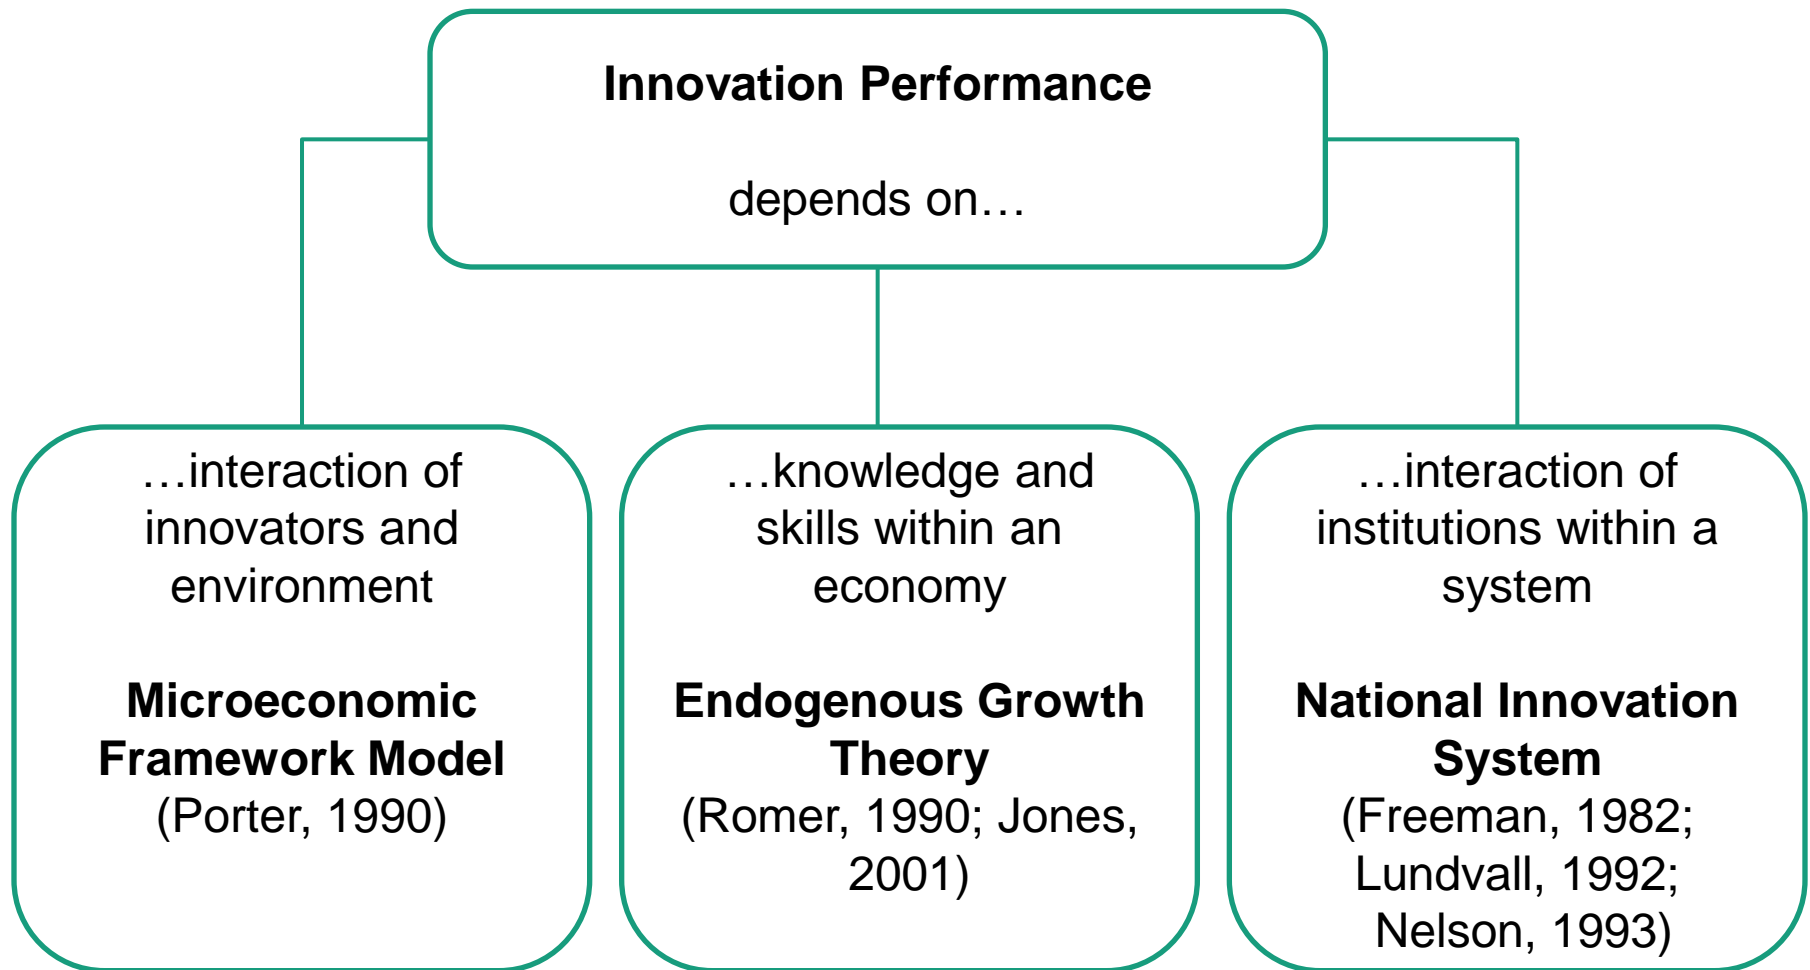 Innovation Performance
depends on…
…interaction of
innovators and
environment
Microeconomic
Framework Model
(Porter, 1990)
…knowledge and
skills within an
economy
Endogenous Growth
Theory
(Romer, 1990; Jones,
2001)
…interaction of
institutions within a
system
National Innovation
System
(Freeman, 1982;
Lundvall, 1992;
Nelson, 1993)